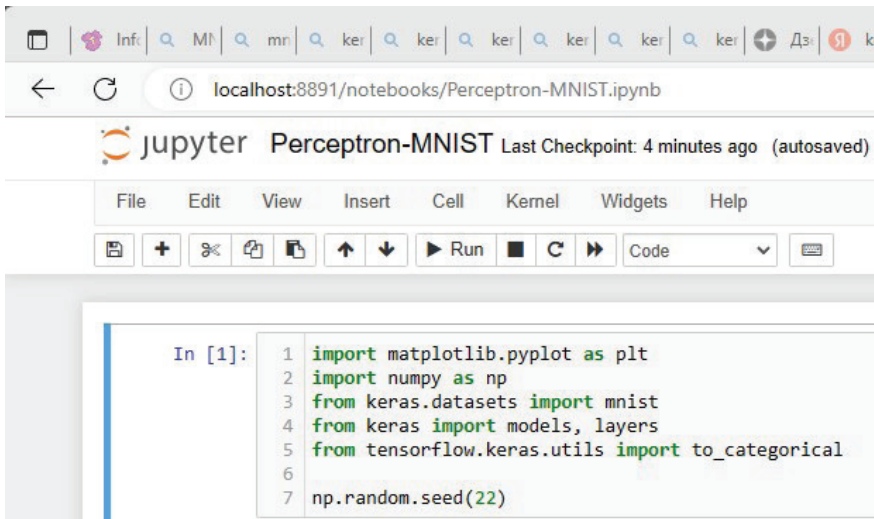 Info MN mn ker ker ker ker ker ker Дзе k
localhost:8891/notebooks/Perceptron-MNIST.ipynb
jupyter Perceptron-MNIST Last Checkpoint: 4 minutes ago (autosaved)
File Edit View Insert Cell Kernel Widgets Help
Run Code
In [1]:
1 import matplotlib.pyplot as plt
2 import numpy as np
3 from keras.datasets import mnist
4 from keras import models, layers
5 from tensorflow.keras.utils import to_categorical
6
7 np.random.seed(22)